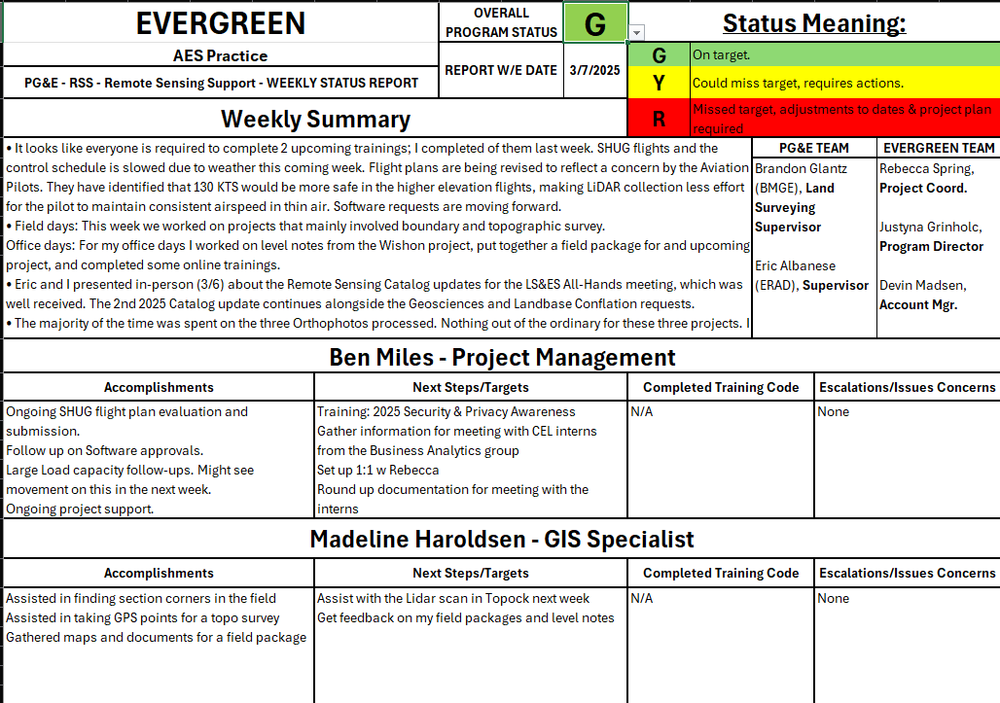 EVERGREEN
OVERALL
PROGRAM STATUS
G
Status Meaning:
AES Practice
PG&E - RSS - Remote Sensing Support - WEEKLY STATUS REPORT
REPORT W/E DATE
3/7/2025
G
On target.
Y
Could miss target, requires actions.
R
Missed target, adjustments to dates & project plan
required
Weekly Summary
• It looks like everyone is required to complete 2 upcoming trainings; I completed of them last week. SHUG flights and the
control schedule is slowed due to weather this coming week. Flight plans are being revised to reflect a concern by the Aviation
Pilots. They have identified that 130 KTS would be more safe in the higher elevation flights, making LiDAR collection less effort
for the pilot to maintain consistent airspeed in thin air. Software requests are moving forward.
• Field days: This week we worked on projects that mainly involved boundary and topographic survey.
Office days: For my office days I worked on level notes from the Wishon project, put together a field package for and upcoming
project, and completed some online trainings.
• Eric and I presented in-person (3/6) about the Remote Sensing Catalog updates for the LS&ES All-Hands meeting, which was
well received. The 2nd 2025 Catalog update continues alongside the Geosciences and Landbase Conflation requests.
• The majority of the time was spent on the three Orthophotos processed. Nothing out of the ordinary for these three projects. I
PG&E TEAM
Brandon Glantz
(BMGE), Land
Surveying
Supervisor
Eric Albanese
(ERAD), Supervisor
EVERGREEN TEAM
Rebecca Spring,
Project Coord.
Justyna Grinholc,
Program Director
Devin Madsen,
Account Mgr.
Ben Miles - Project Management
Accomplishments
Next Steps/Targets
Completed Training Code
Escalations/Issues Concerns
Ongoing SHUG flight plan evaluation and
submission.
Follow up on Software approvals.
Large Load capacity follow-ups. Might see
movement on this in the next week.
Ongoing project support.
Training: 2025 Security & Privacy Awareness
Gather information for meeting with CEL interns
from the Business Analytics group
Set up 1:1 w Rebecca
Round up documentation for meeting with the
interns
N/A
None
Madeline Haroldsen - GIS Specialist
Accomplishments
Next Steps/Targets
Completed Training Code
Escalations/Issues Concerns
Assisted in finding section corners in the field
Assisted in taking GPS points for a topo survey
Gathered maps and documents for a field package
Assist with the Lidar scan in Topock next week
Get feedback on my field packages and level notes
N/A
None